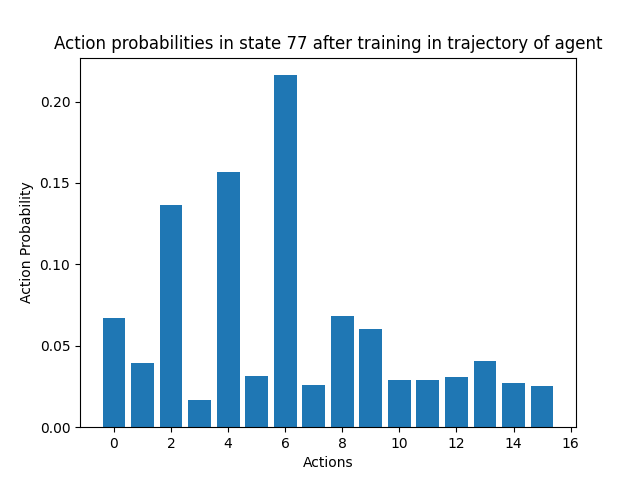 Action probabilities in state 77 after training in trajectory of agent
0.20
0.15
0.10
0.05
0.00
Action Probability
0 2 4 6 8 10 12 14 16
Actions